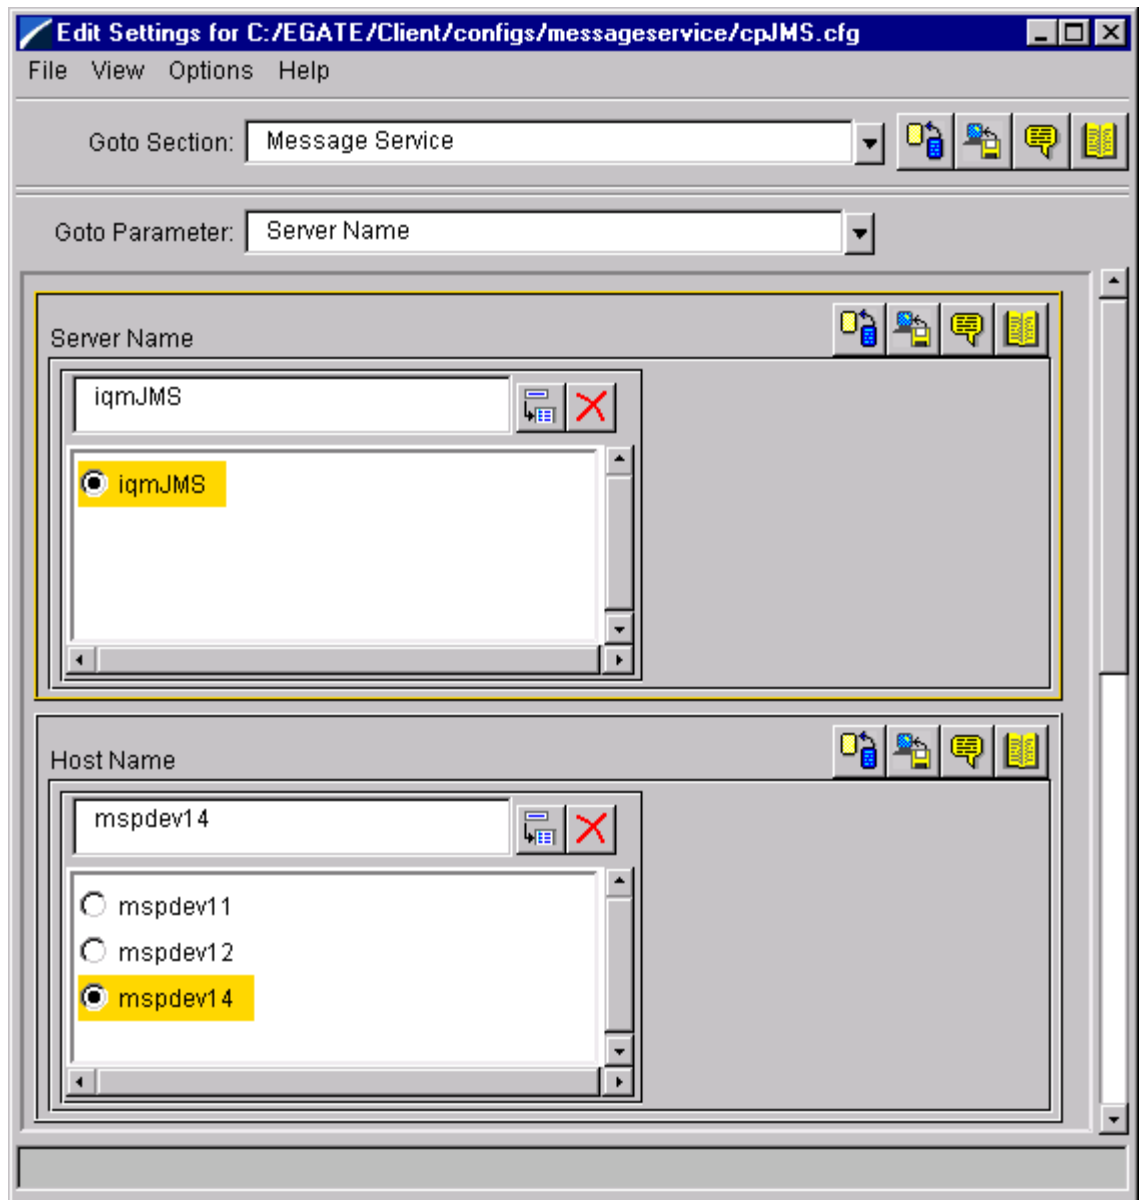 Edit Settings for C:/EGATE/Client/configs/messageservice/cpJMS.cfg
File View Options Help
Goto Section: Message Service
Goto Parameter: Server Name
Server Name
iqmJMS
iqmJMS
Host Name
mspdev14
mspdev11
mspdev12
mspdev14